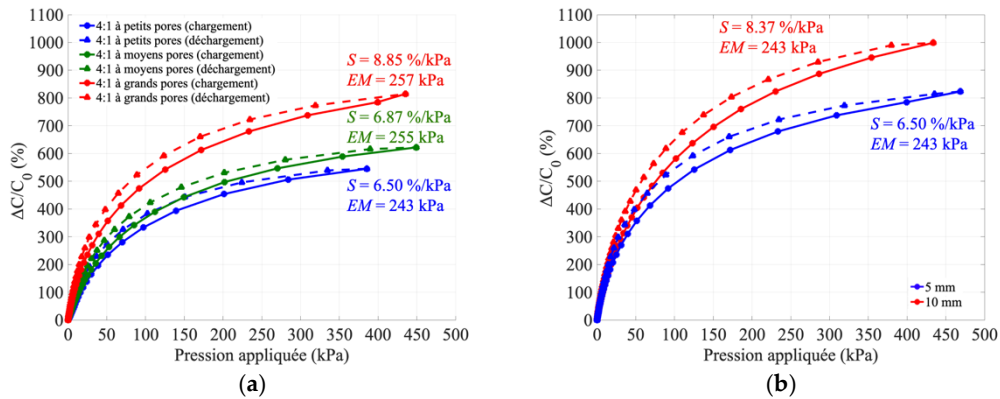 1100
1000
900
800
700
600
500
400
300
200
100
0
ΔC/C0 (%)
4:1 à petits pores (chargement)
4:1 à petits pores (déchargement)
4:1 à moyens pores (chargement)
4:1 à moyens pores (déchargement)
4:1 à grands pores (chargement)
4:1 à grands pores (déchargement)
S = 8.85 %/kPa
EM = 257 kPa
S = 6.87 %/kPa
EM = 255 kPa
S = 6.50 %/kPa
EM = 243 kPa
0 50 100 150 200 250 300 350 400 450 500
Pression appliquée (kPa)
(a)
1100
1000
900
800
700
600
500
400
300
200
100
0
ΔC/C0 (%)
S = 8.37 %/kPa
EM = 243 kPa
S = 6.50 %/kPa
EM = 243 kPa
5 mm
10 mm
0 50 100 150 200 250 300 350 400 450 500
Pression appliquée (kPa)
(b)